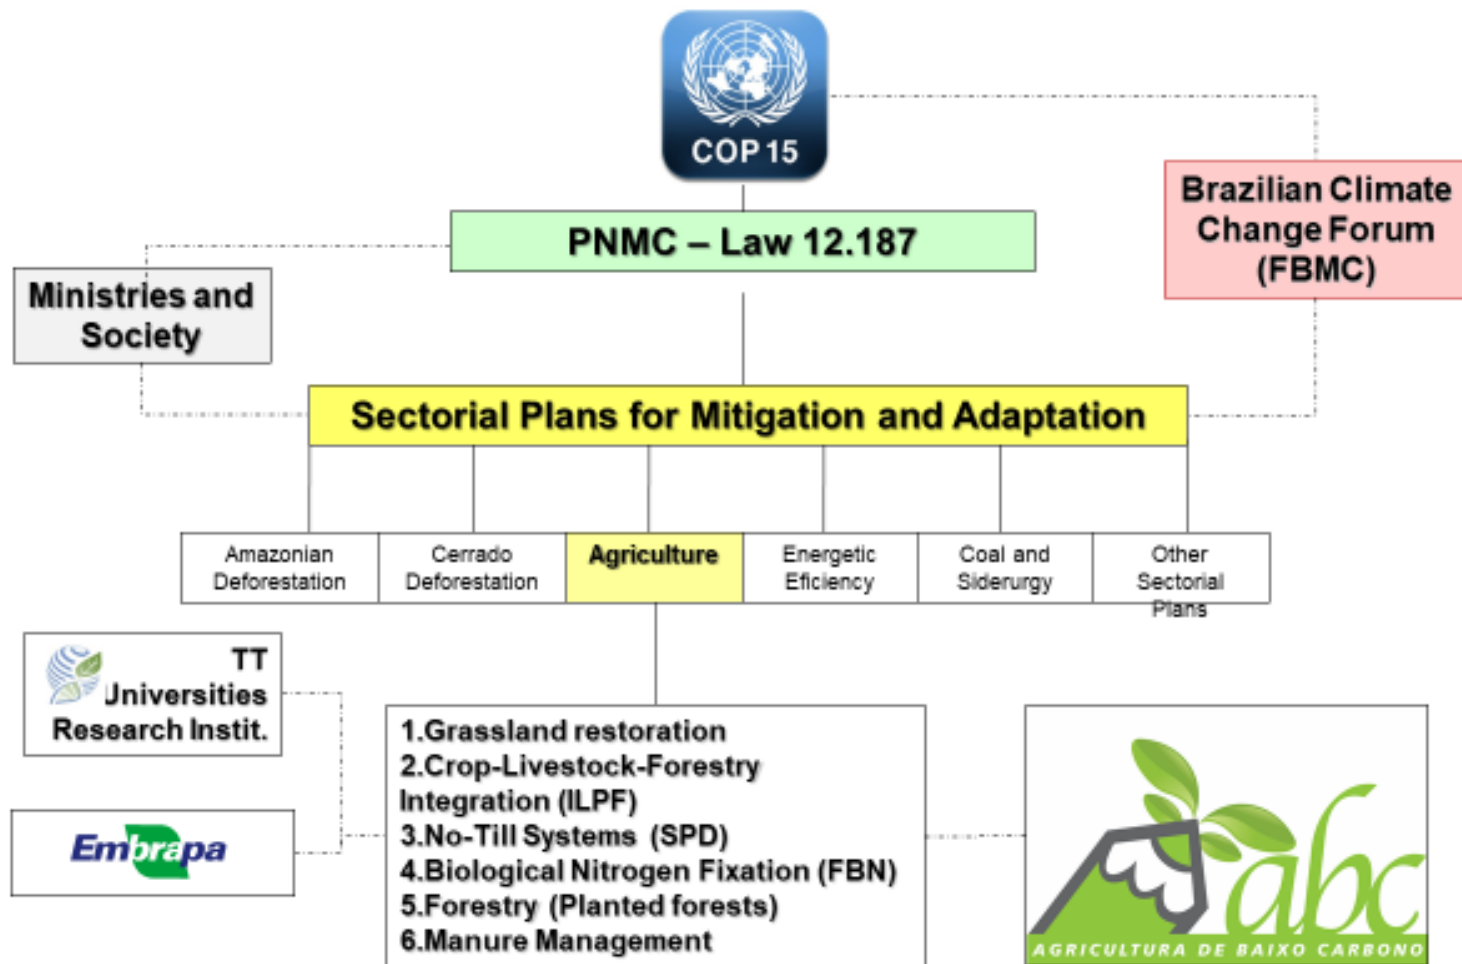 COP 15
PNMC – Law 12.187
Brazilian Climate
Change Forum
(FBMC)
Ministries and
Society
Sectorial Plans for Mitigation and Adaptation
Amazonian
Deforestation
Cerrado
Deforestation
Agriculture
Energetic
Eficiency
Coal and
Siderurgy
Other
Sectorial
Plans
TT
Universities
Research Instit.
Embrapa
1.Grassland restoration
2.Crop-Livestock-Forestry
Integration (ILPF)
3.No-Till Systems (SPD)
4.Biological Nitrogen Fixation (FBN)
5.Forestry (Planted forests)
6.Manure Management
abc
AGRICULTURA DE BAIXO CARBONO